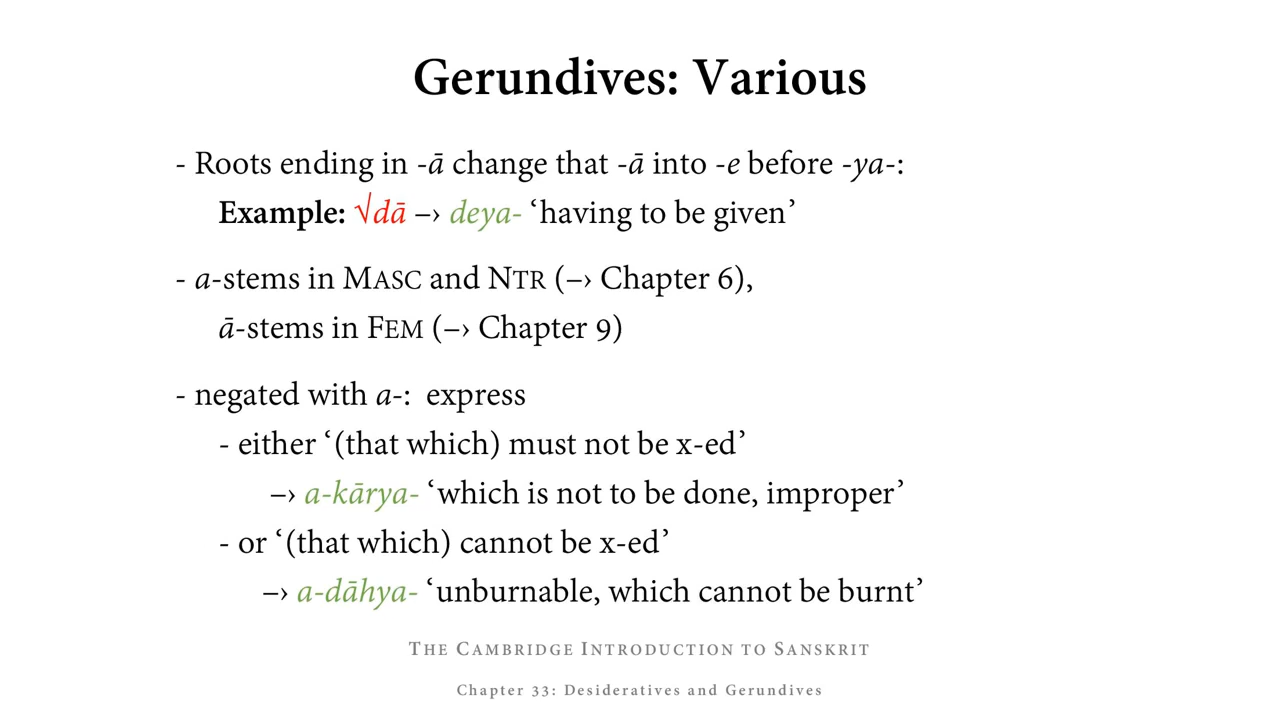 Gerundives: Various
- Roots ending in -ā change that -ā into -e before -ya-:
Example: √dā –› deya- ‘having to be given’
- a-stems in MASC and NTR (–› Chapter 6),
ā-stems in FEM (–› Chapter 9)
- negated with a-: express
- either ‘(that which) must not be x-ed’
–› a-kārya- ‘which is not to be done, improper’
- or ‘(that which) cannot be x-ed’
–› a-dāhya- ‘unburnable, which cannot be burnt’
THE CAMBRIDGE INTRODUCTION TO SANSKRIT
Chapter 33: Desideratives and Gerundives